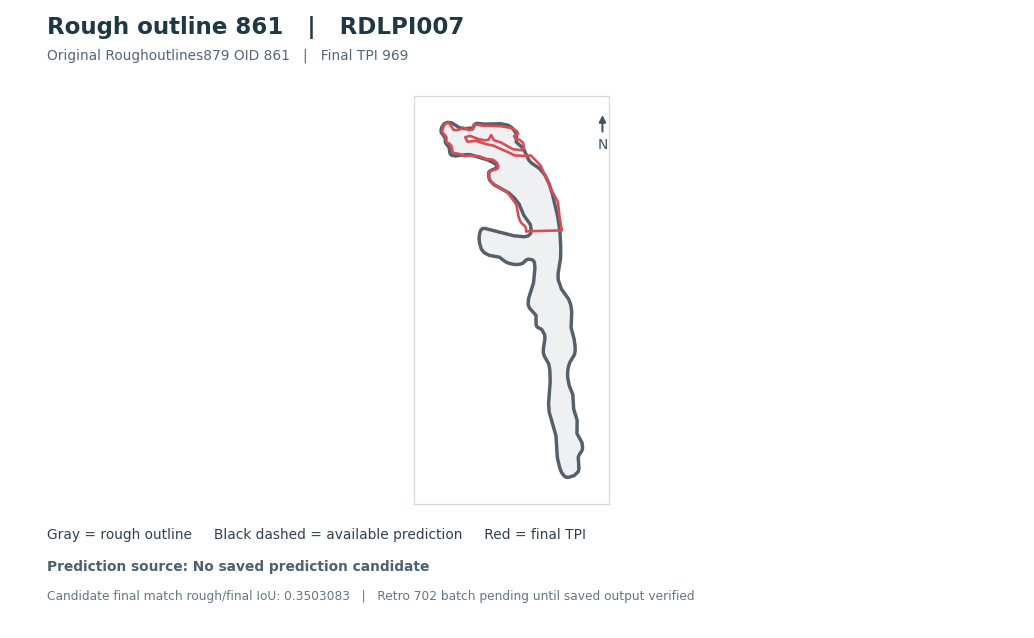 Rough outline 861   |   RDLPI007
Original Roughoutlines879 OID 861   |   Final TPI 969
N
Gray = rough outline     Black dashed = available prediction     Red = final TPI
Prediction source: No saved prediction candidate
Candidate final match rough/final IoU: 0.3503083   |   Retro 702 batch pending until saved output verified